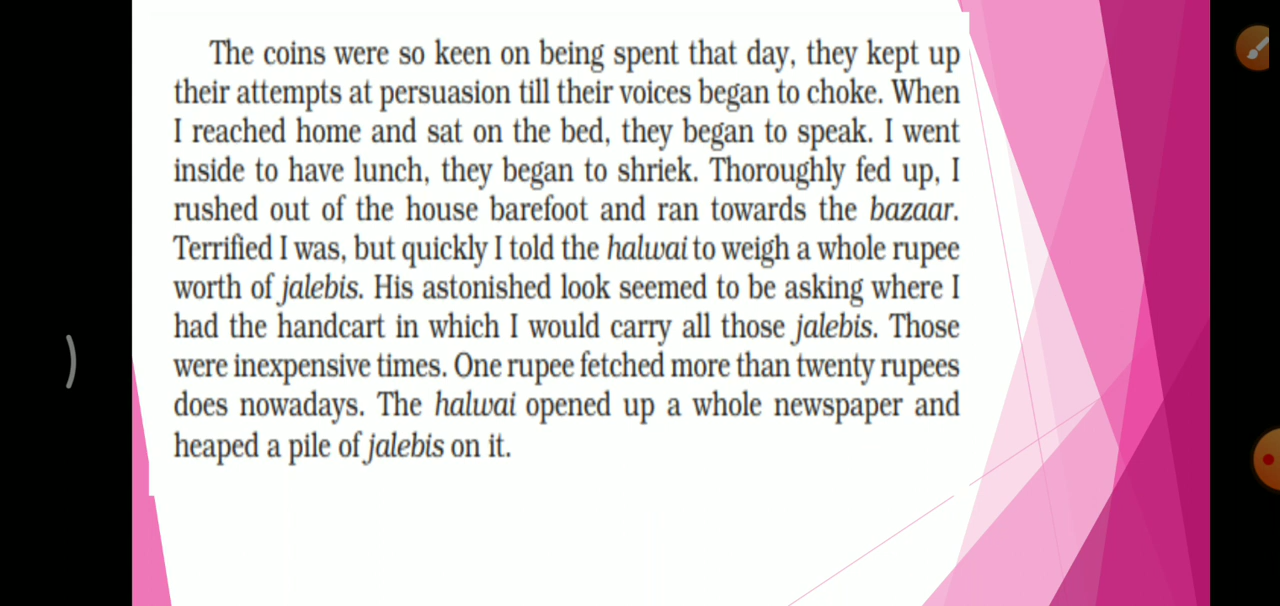 The coins were so keen on being spent that day, they kept up
their attempts at persuasion till their voices began to choke. When
I reached home and sat on the bed, they began to speak. I went
inside to have lunch, they began to shriek. Thoroughly fed up, I
rushed out of the house barefoot and ran towards the bazaar.
Terrified I was, but quickly I told the halwai to weigh a whole rupee
worth of jalebis. His astonished look seemed to be asking where I
had the handcart in which I would carry all those jalebis. Those
were inexpensive times. One rupee fetched more than twenty rupees
does nowadays. The halwai opened up a whole newspaper and
heaped a pile of jalebis on it.